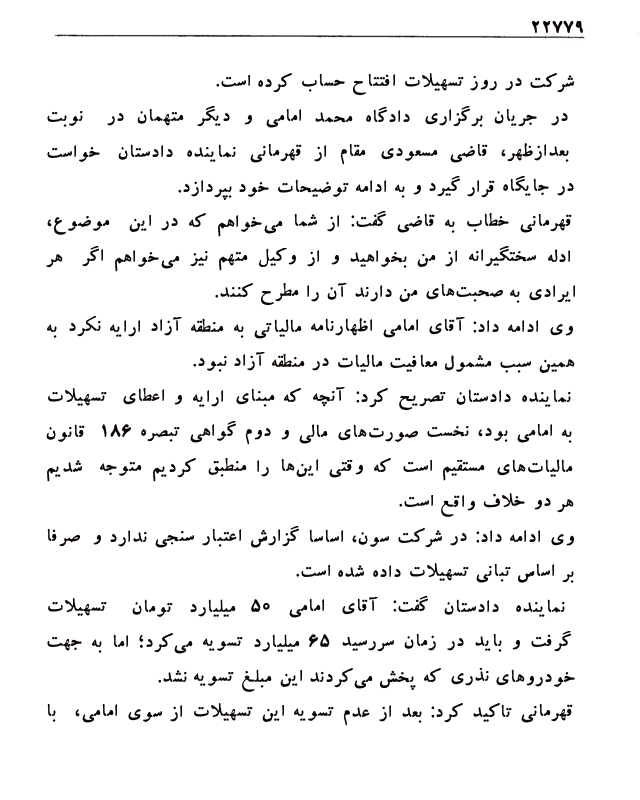 ۲۲۷۷۹
شرکت در روز تسهیلات افتتاح حساب کرده است.
در جریان برگزاری دادگاه محمد امامی و دیگر متهمان در نوبت
بعدازظهر، قاضی مسعودی مقام از قهرمانی نماینده دادستان خواست
در جایگاه قرار گیرد و به ادامه توضیحات خود بپردازد.
قهرمانی خطاب به قاضی گفت: از شما می‌خواهم که در این موضوع،
ادله سختگیرانه از من بخواهید و از وکیل متهم نیز می‌خواهم اگر هر
ایرادی به صحبت‌های من دارند آن را مطرح کنند.
وی ادامه داد: آقای امامی اظهارنامه مالیاتی به منطقه آزاد ارایه نکرد به
همین سبب مشمول معافیت مالیات در منطقه آزاد نبود.
نماینده دادستان تصریح کرد: آنچه که مبنای ارایه و اعطای تسهیلات
به امامی بود، نخست صورت‌های مالی و دوم گواهی تبصره ۱۸۶ قانون
مالیات‌های مستقیم است که وقتی این‌ها را منطبق کردیم متوجه شدیم
هر دو خلاف واقع است.
وی ادامه داد: در شرکت سون، اساسا گزارش اعتبار سنجی ندارد و صرفا
بر اساس تبانی تسهیلات داده شده است.
نماینده دادستان گفت: آقای امامی ۵۰ میلیارد تومان تسهیلات
گرفت و باید در زمان سررسید ۶۵ میلیارد تسویه می‌کرد؛ اما به جهت
خودروهای نذری که پخش می‌کردند این مبلغ تسویه نشد.
قهرمانی تاکید کرد: بعد از عدم تسویه این تسهیلات از سوی امامی، با